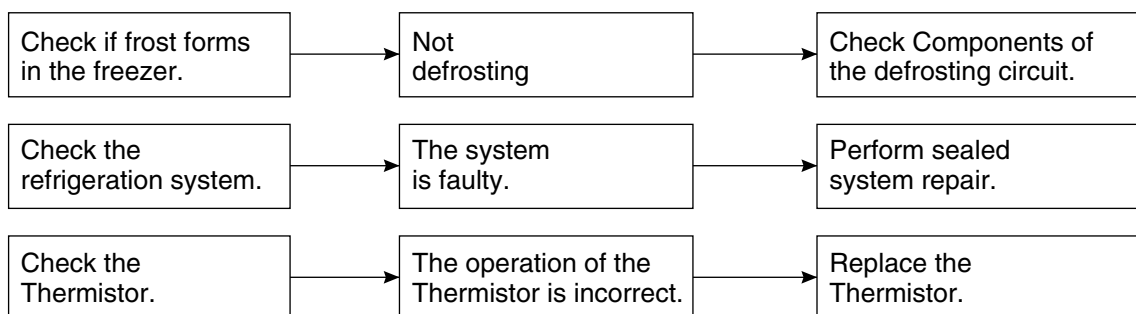 Check if frost forms
in the freezer.
Not
defrosting
Check Components of
the defrosting circuit.
Check the
refrigeration system.
The system
is faulty.
Perform sealed
system repair.
Check the
Thermistor.
The operation of the
Thermistor is incorrect.
Replace the
Thermistor.